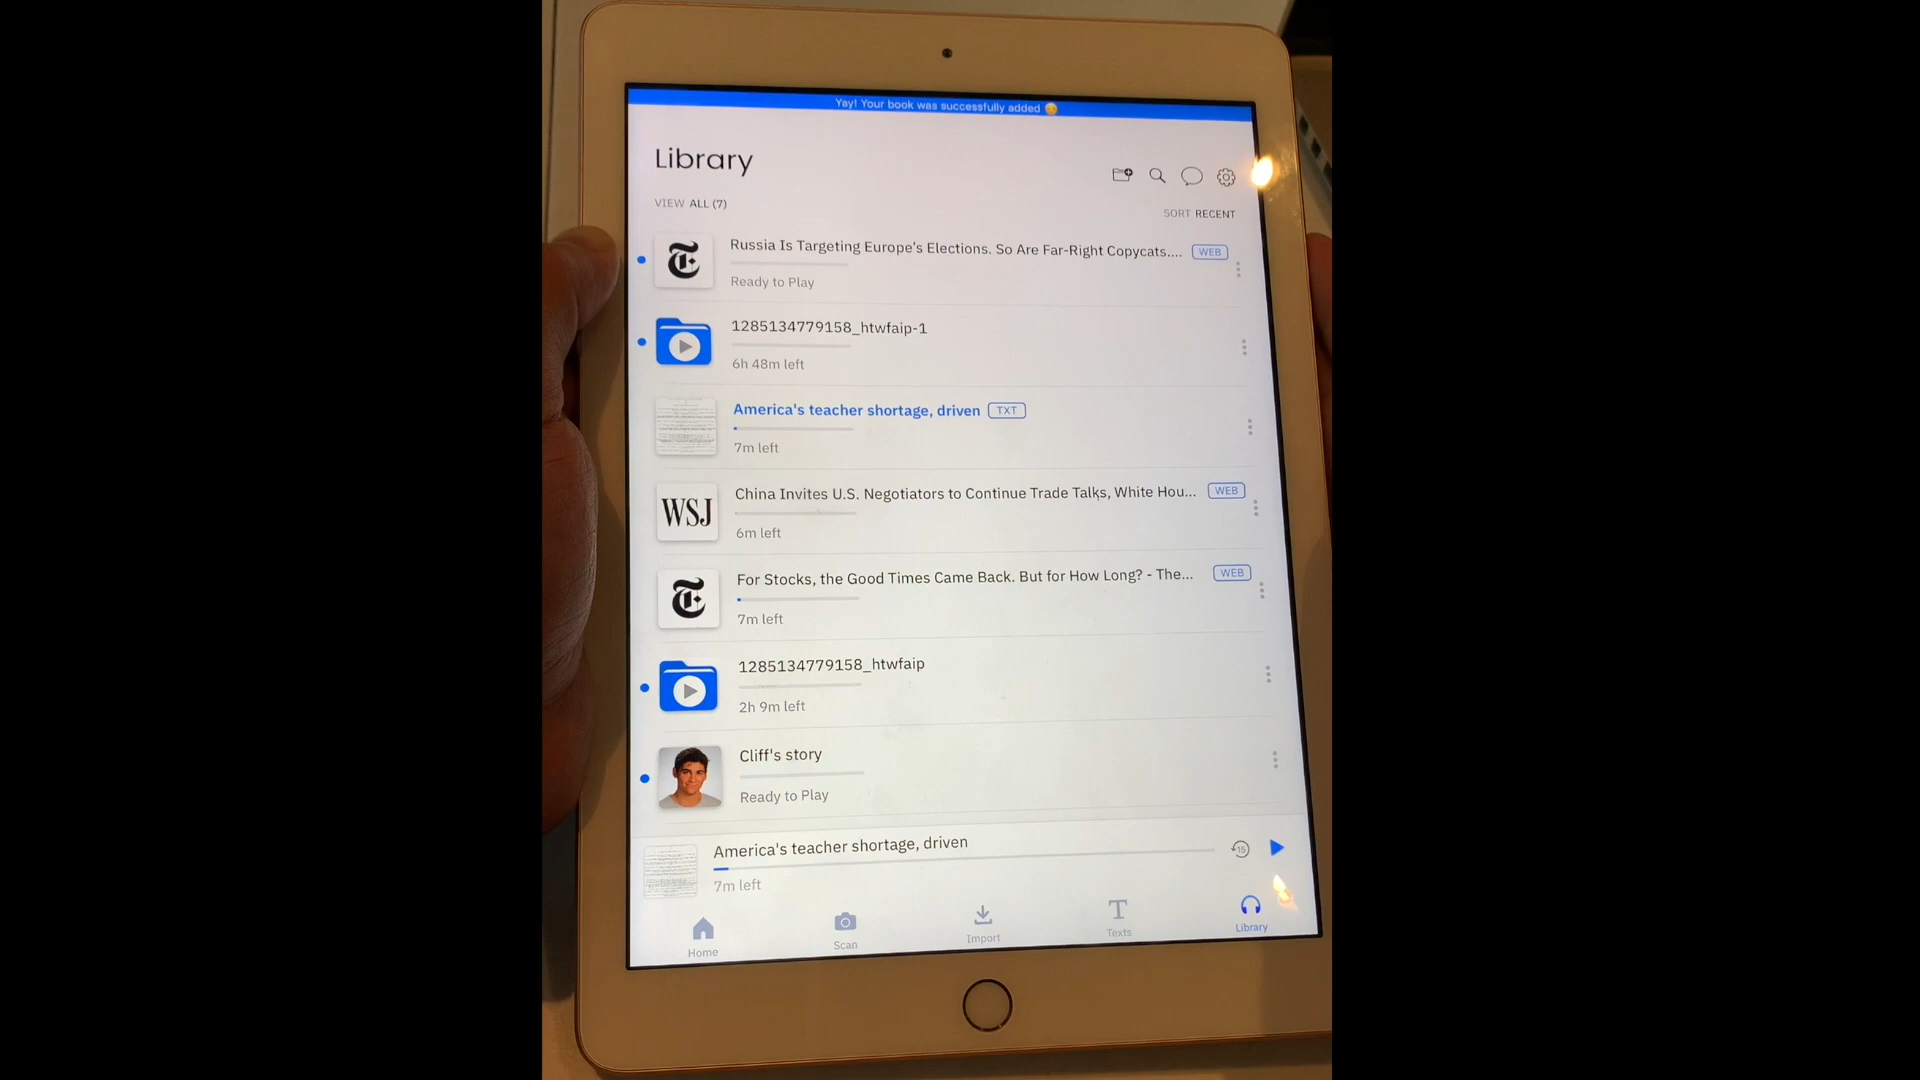 Yay! Your book was successfully added
Library
VIEW ALL (7)
SORT RECENT
Russia Is Targeting Europe’s Elections. So Are Far-Right Copycats.... WEB
Ready to Play
1285134779158_htwfaip-1
6h 48m left
America's teacher shortage, driven TXT
7m left
WSJ
China Invites U.S. Negotiators to Continue Trade Talks, White Hou... WEB
6m left
For Stocks, the Good Times Came Back. But for How Long? - The... WEB
7m left
1285134779158_htwfaip
2h 9m left
Cliff's story
Ready to Play
America's teacher shortage, driven
15
7m left
Home
Scan
Import
T
Texts
Library